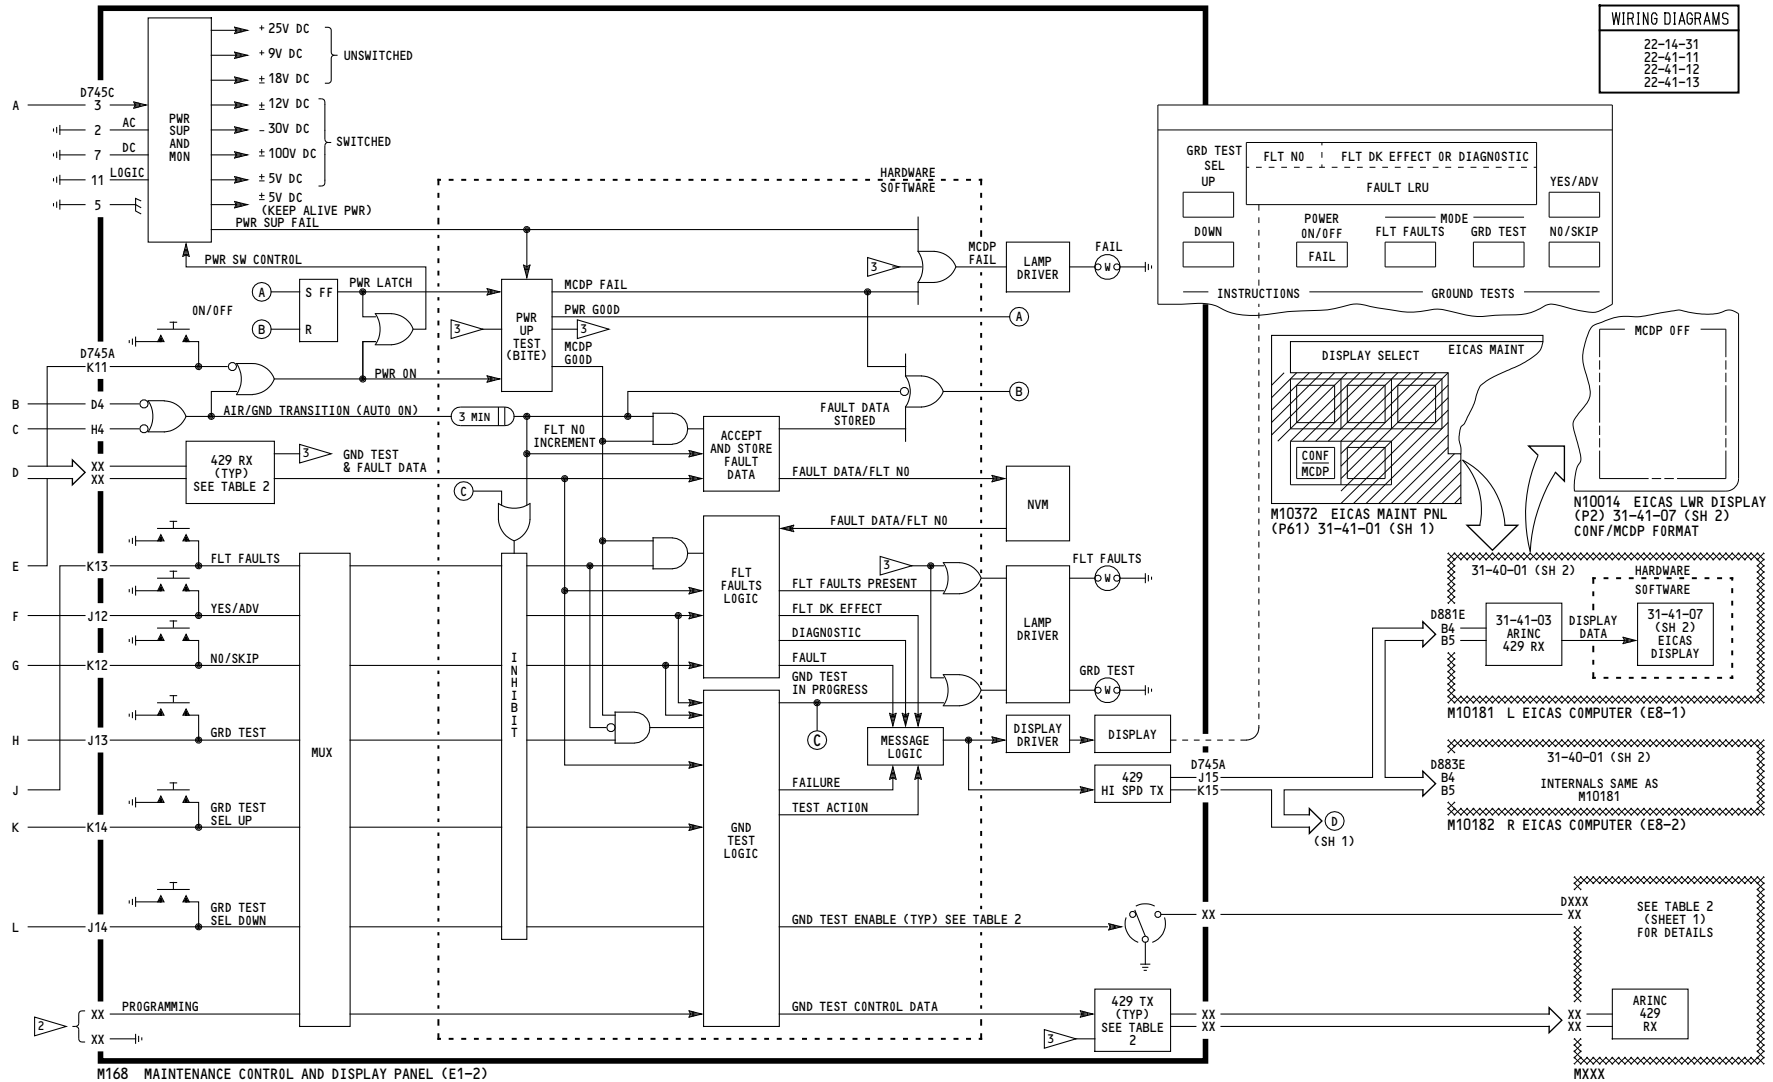 WIRING DIAGRAMS
22-14-31
22-41-11
22-41-12
22-41-13
+ 25V DC
+ 9V DC
± 18V DC
UNSWITCHED
± 12V DC
- 30V DC
± 100V DC
± 5V DC
SWITCHED
± 5V DC
(KEEP ALIVE PWR)
PWR
SUP
AND
MON
D745C
A
3
2
AC
7
DC
11
LOGIC
5
PWR SUP FAIL
PWR SW CONTROL
HARDWARE
SOFTWARE
A
B
S FF
R
PWR LATCH
ON/OFF
D745A
K11
PWR ON
3
PWR
UP
TEST
(BITE)
MCDP FAIL
PWR GOOD
3
MCDP
GOOD
3
MCDP
FAIL
LAMP
DRIVER
FAIL
W
A
B
B
D4
C
H4
AIR/GND TRANSITION (AUTO ON)
3 MIN
FLT NO
INCREMENT
ACCEPT
AND STORE
FAULT
DATA
FAULT DATA
STORED
D
XX
XX
429 RX
(TYP)
SEE TABLE 2
3
GND TEST
& FAULT DATA
FAULT DATA/FLT NO
NVM
FAULT DATA/FLT NO
C
E
K13
FLT FAULTS
F
J12
YES/ADV
G
K12
NO/SKIP
H
J13
GRD TEST
J
K
K14
GRD TEST
SEL UP
L
J14
GRD TEST
SEL DOWN
2
XX
PROGRAMMING
XX
MUX
I
N
H
I
B
I
T
FLT
FAULTS
LOGIC
3
FLT FAULTS PRESENT
FLT DK EFFECT
DIAGNOSTIC
FAULT
GND TEST
IN PROGRESS
C
LAMP
DRIVER
FLT FAULTS
W
GRD TEST
W
MESSAGE
LOGIC
DISPLAY
DRIVER
DISPLAY
FAILURE
TEST ACTION
GND
TEST
LOGIC
429
HI SPD TX
D745A
J15
K15
D
(SH 1)
GND TEST ENABLE (TYP) SEE TABLE 2
XX
GND TEST CONTROL DATA
429 TX
(TYP)
SEE TABLE
2
3
XX
XX
M168 MAINTENANCE CONTROL AND DISPLAY PANEL (E1-2)
GRD TEST
SEL
UP
DOWN
FLT NO
FLT DK EFFECT OR DIAGNOSTIC
FAULT LRU
POWER
ON/OFF
FAIL
MODE
FLT FAULTS
GRD TEST
YES/ADV
NO/SKIP
INSTRUCTIONS
GROUND TESTS
DISPLAY SELECT
EICAS MAINT
CONF
MCDP
M10372 EICAS MAINT PNL
(P61) 31-41-01 (SH 1)
MCDP OFF
N10014 EICAS LWR DISPLAY
(P2) 31-41-07 (SH 2)
CONF/MCDP FORMAT
31-40-01 (SH 2)
HARDWARE
SOFTWARE
D881E
B4
B5
31-41-03
ARINC
429 RX
DISPLAY
DATA
31-41-07
(SH 2)
EICAS
DISPLAY
M10181 L EICAS COMPUTER (E8-1)
D883E
B4
B5
31-40-01 (SH 2)
INTERNALS SAME AS
M10181
M10182 R EICAS COMPUTER (E8-2)
DXXX
XX
SEE TABLE 2
(SHEET 1)
FOR DETAILS
XX
XX
ARINC
429
RX
MXXX